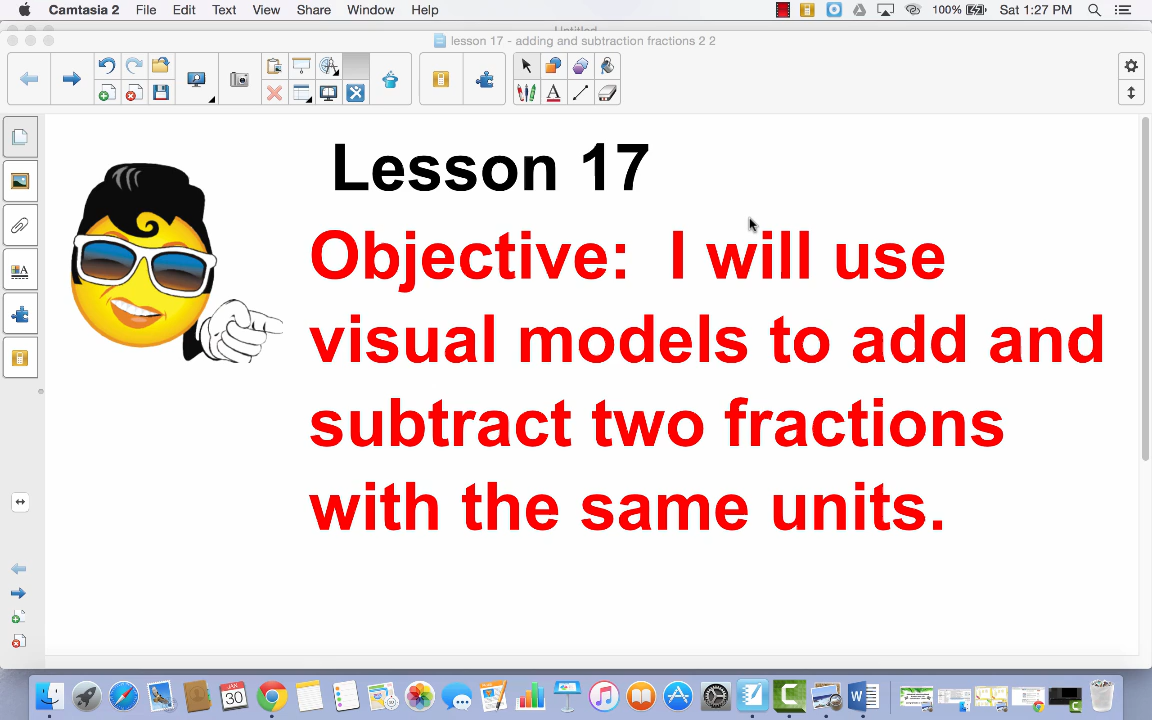 Camtasia 2 File Edit Text View Share Window Help 100% Sat 1:27 PM
lesson 17 - adding and subtraction fractions 2 2
Lesson 17
Objective: I will use
visual models to add and
subtract two fractions
with the same units.